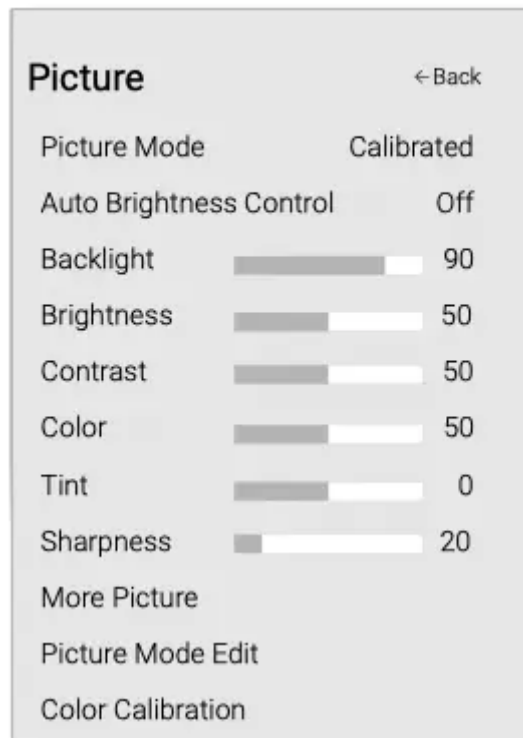 Picture ←Back
Picture Mode Calibrated
Auto Brightness Control Off
Backlight 90
Brightness 50
Contrast 50
Color 50
Tint 0
Sharpness 20
More Picture
Picture Mode Edit
Color Calibration